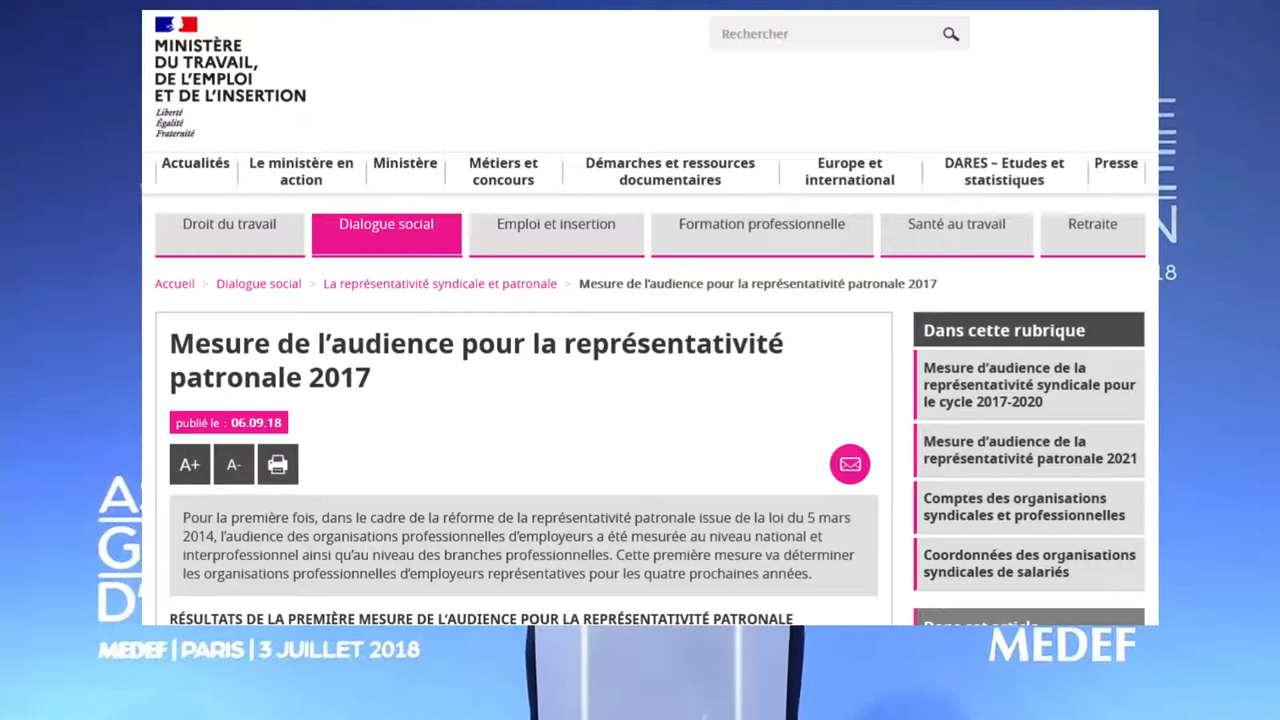 MINISTÈRE
DU TRAVAIL,
DE L'EMPLOI
ET DE L'INSERTION
Liberté
Égalité
Fraternité
Rechercher
Actualités
Le ministère en
action
Ministère
Métiers et
concours
Démarches et ressources
documentaires
Europe et
international
DARES – Etudes et
statistiques
Presse
Droit du travail
Dialogue social
Emploi et insertion
Formation professionnelle
Santé au travail
Retraite
Accueil > Dialogue social > La représentativité syndicale et patronale > Mesure de l’audience pour la représentativité patronale 2017
Mesure de l’audience pour la représentativité
patronale 2017
publié le : 06.09.18
A+ A-
Pour la première fois, dans le cadre de la réforme de la représentativité patronale issue de la loi du 5 mars
2014, l’audience des organisations professionnelles d’employeurs a été mesurée au niveau national et
interprofessionnel ainsi qu’au niveau des branches professionnelles. Cette première mesure va déterminer
les organisations professionnelles d’employeurs représentatives pour les quatre prochaines années.
RÉSULTATS DE LA PREMIÈRE MESURE DE L’AUDIENCE POUR LA REPRÉSENTATIVITÉ PATRONALE
Dans cette rubrique
Mesure d’audience de la
représentativité syndicale pour
le cycle 2017-2020
Mesure d’audience de la
représentativité patronale 2021
Comptes des organisations
syndicales et professionnelles
Coordonnées des organisations
syndicales de salariés
Dans cet article
N
18
A
G
D'
MEDEF | PARIS | 3 JUILLET 2018
MEDEF